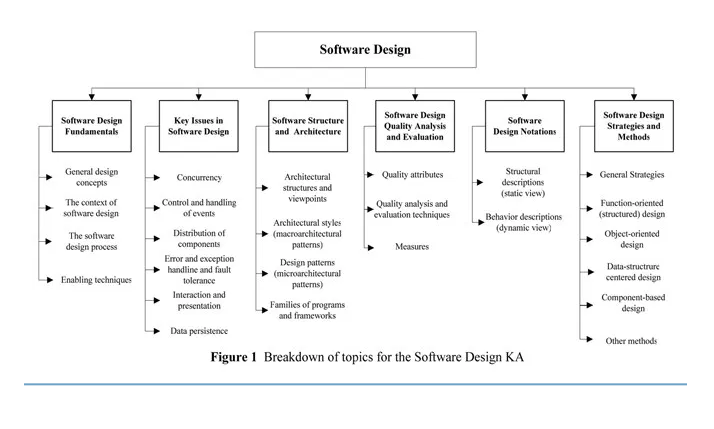 Software Design
Software Design
Fundamentals
General design
concepts
The context of
software design
The software
design process
Enabling techniques
Key Issues in
Software Design
Concurrency
Control and handling
of events
Distribution of
components
Error and exception
handline and fault
tolerance
Interaction and
presentation
Data persistence
Software Structure
and Architecture
Architectural
structures and
viewpoints
Architectural styles
(macroarchitectural
patterns)
Design patterns
(microarchitectural
patterns)
Families of programs
and frameworks
Software Design
Quality Analysis
and Evaluation
Quality attributes
Quality analysis and
evaluation techniques
Measures
Software
Design Notations
Structural
descriptions
(static view)
Behavior descriptions
(dynamic view)
Software Design
Strategies and
Methods
General Strategies
Function-oriented
(structured) design
Object-oriented
design
Data-structrure
centered design
Component-based
design
Other methods
Figure 1 Breakdown of topics for the Software Design KA